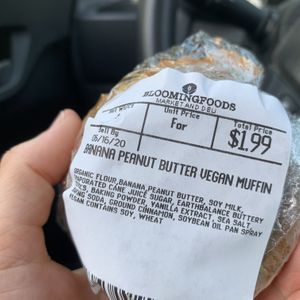 BLOOMINGFOODS
MARKET AND DELI
Net Weight
Unit Price
Total Price
For
$1.99
Sell By
06/16/20
BANANA PEANUT BUTTER VEGAN MUFFIN
ORGANIC FLOUR, BANANA, PEANUT BUTTER, SOY MILK,
EVAPORATED CANE JUICE SUGAR, EARTHBALANCE BUTTERY
STICKS, BAKING POWDER, VANILLA EXTRACT, SEA SALT,
BAKING SODA, GROUND CINNAMON, SOYBEAN OIL PAN SPRAY
VEGAN CONTAINS SOY, WHEAT